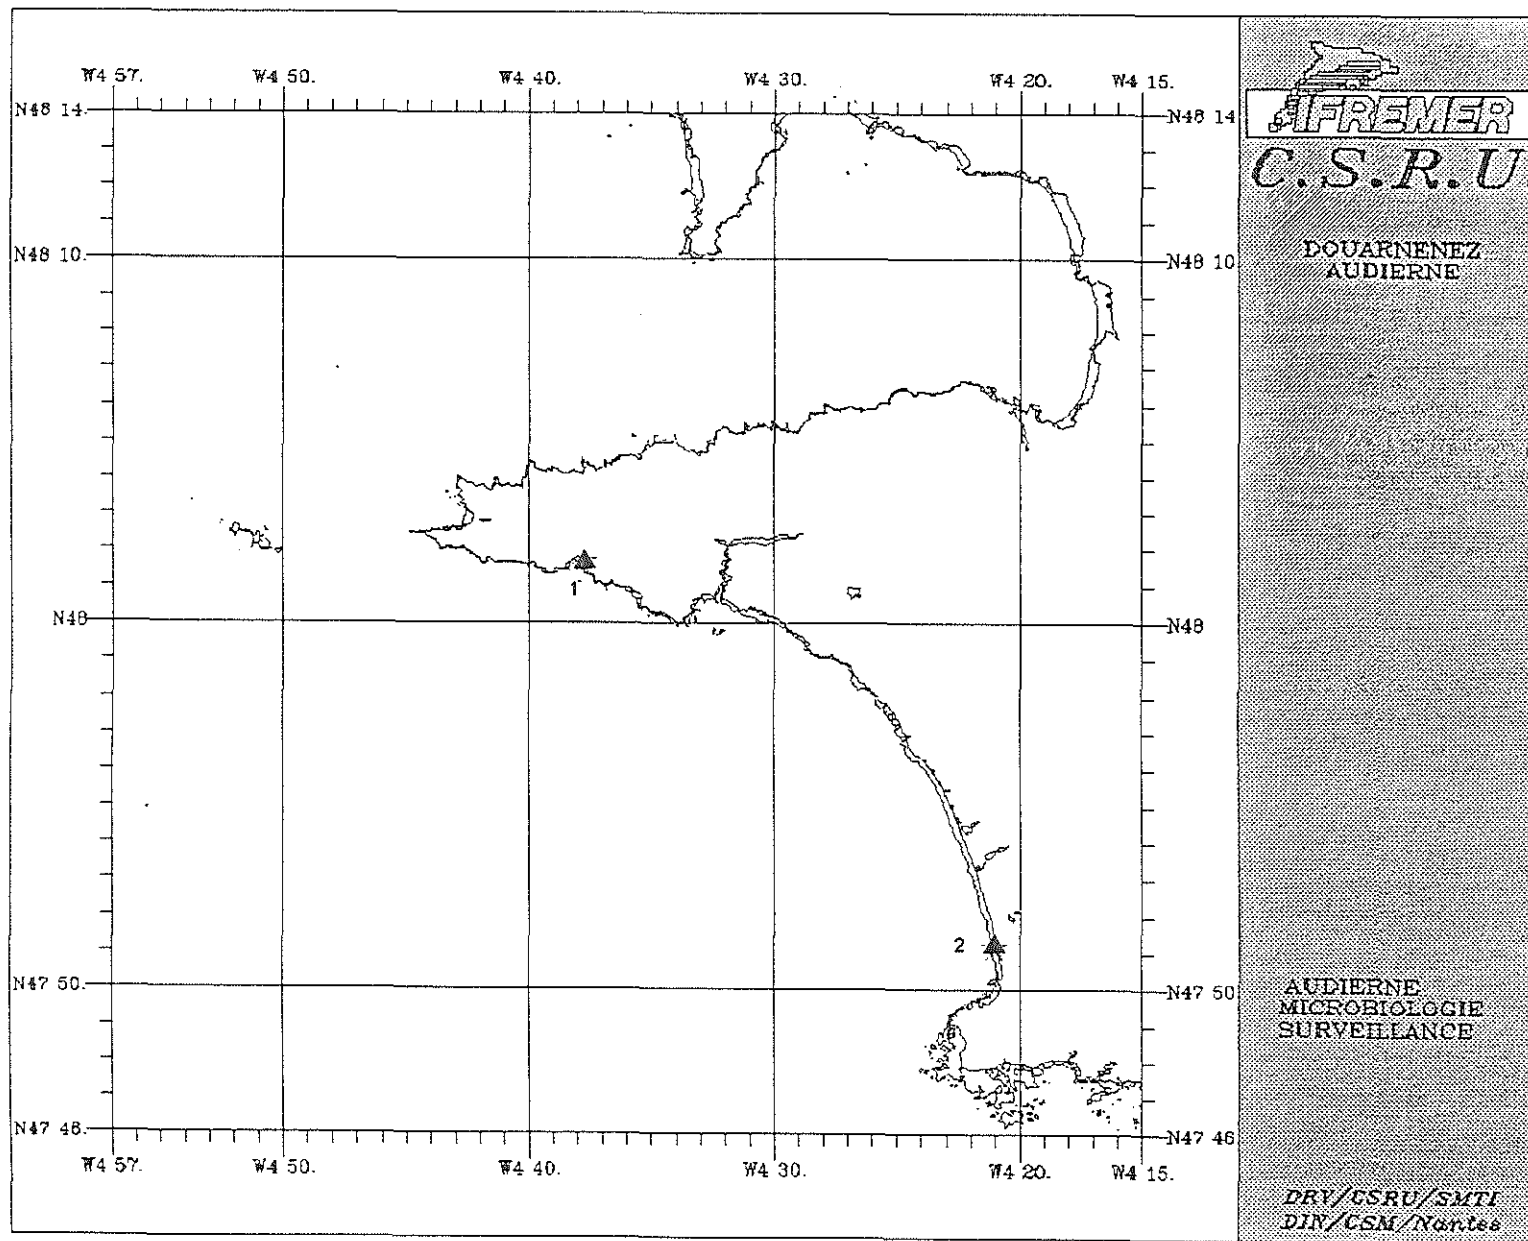 W4 57. W4 50. W4 40. W4 30. W4 20. W4 15.
N48 14. N48 14
N48 10. N48 10
N48 N48
N47 50. N47 50
N47 46. N47 46
W4 57. W4 50. W4 40. W4 30. W4 20. W4 15.
1
2
IFREMER
C.S.R.U
DOUARNENEZ
AUDIERNE
AUDIERNE
MICROBIOLOGIE
SURVEILLANCE
DRV/CSRU/SMTI
DIN/CSM/Nantes